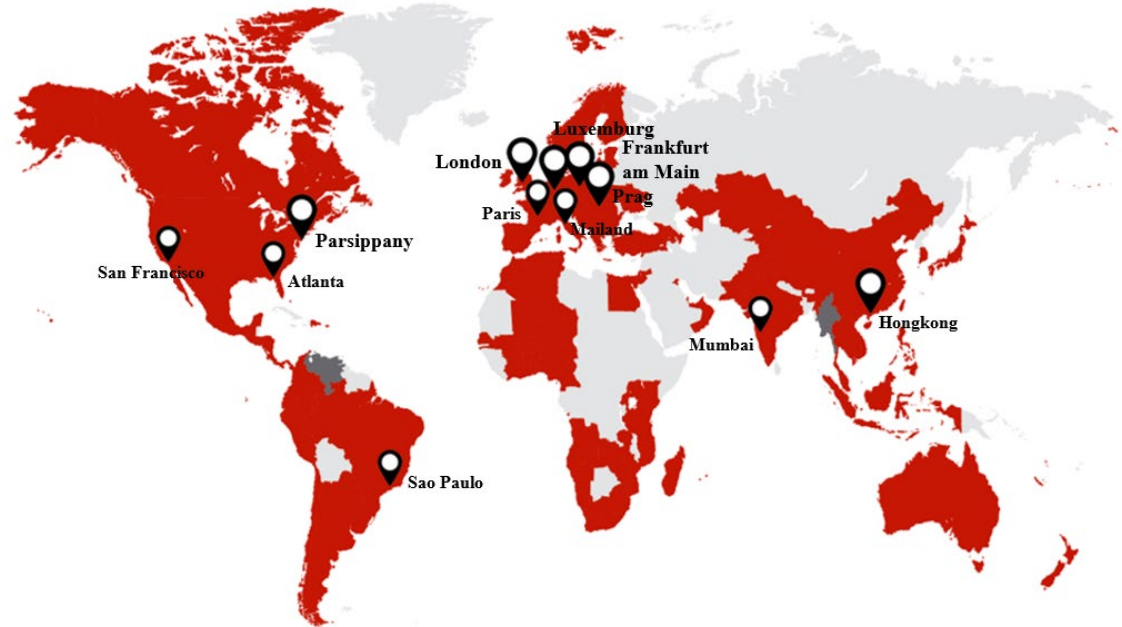 Luxemburg
London
Frankfurt
am Main
Prag
Paris
Mailand
Parsippany
San Francisco
Atlanta
Hongkong
Mumbai
Sao Paulo